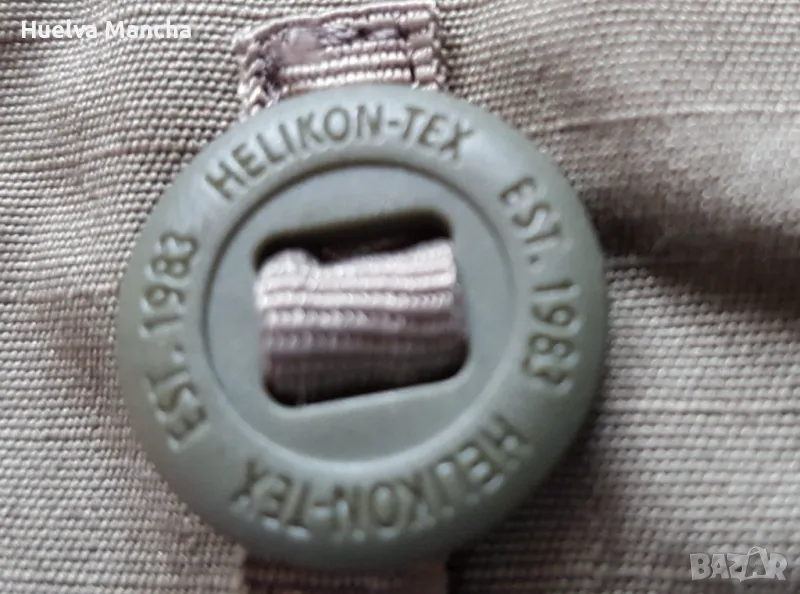 Huelva Mancha
HELIKON-TEX EST. 1983 HELIKON-TEX EST. 1983
BAZAR